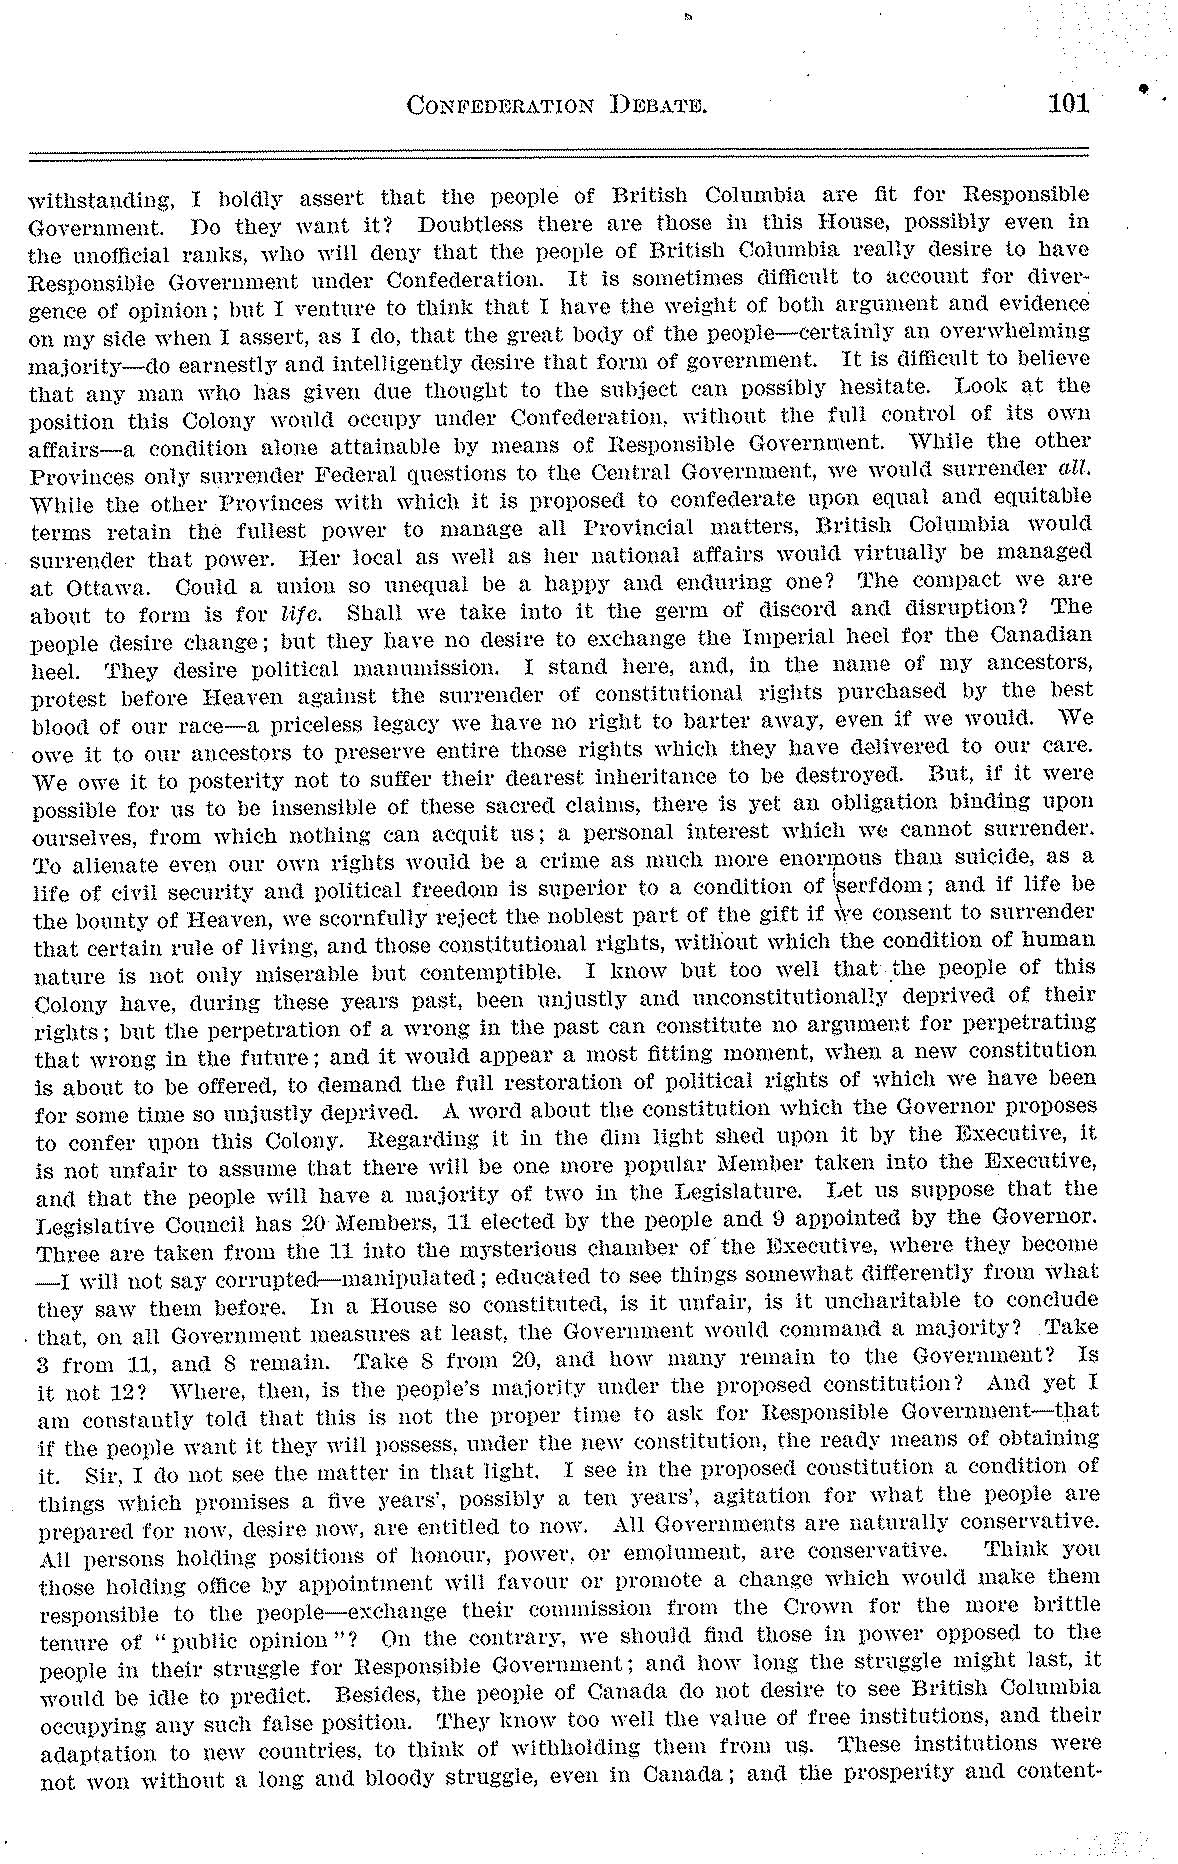 CONFEDERATION DEBATE. 101
withstanding, I boldly assert that the people of British Columbia are fit for Responsible
Government. Do they want it? Doubtless there are those in this House, possibly even in
the unofficial ranks, who will deny that the people of British Columbia really desire to have
Responsible Government under Confederation. It is sometimes difficult to account for diver-
gence of opinion; but I venture to think that I have the weight of both argument and evidence
on my side when I assert, as I do, that the great body of the people—certainly an overwhelming
majority—do earnestly and intelligently desire that form of government. It is difficult to believe
that any man who has given due thought to the subject can possibly hesitate. Look at the
position this Colony would occupy under Confederation, without the full control of its own
affairs—a condition alone attainable by means of Responsible Government. While the other
Provinces only surrender Federal questions to the Central Government, we would surrender all.
While the other Provinces with which it is proposed to confederate upon equal and equitable
terms retain the fullest power to manage all Provincial matters, British Columbia would
surrender that power. Her local as well as her national affairs would virtually be managed
at Ottawa. Could a union so unequal be a happy and enduring one? The compact we are
about to form is for life. Shall we take into it the germ of discord and disruption? The
people desire change; but they have no desire to exchange the Imperial heel for the Canadian
heel. They desire political manumission. I stand here, and, in the name of my ancestors,
protest before Heaven against the surrender of constitutional rights purchased by the best
blood of our race—a priceless legacy we have no right to barter away, even if we would. We
owe it to our ancestors to preserve entire those rights which they have delivered to our care.
We owe it to posterity not to suffer their dearest inheritance to be destroyed. But, if it were
possible for us to be insensible of these sacred claims, there is yet an obligation binding upon
ourselves, from which nothing can acquit us; a personal interest which we cannot surrender.
To alienate even our own rights would be a crime as much more enormous than suicide, as a
life of civil security and political freedom is superior to a condition of serfdom; and if life be
the bounty of Heaven, we scornfully reject the noblest part of the gift if we consent to surrender
that certain rule of living, and those constitutional rights, without which the condition of human
nature is not only miserable but contemptible. I know but too well that the people of this
Colony have, during these years past, been unjustly and unconstitutionally deprived of their
rights; but the perpetration of a wrong in the past can constitute no argument for perpetrating
that wrong in the future; and it would appear a most fitting moment, when a new constitution
is about to be offered, to demand the full restoration of political rights of which we have been
for some time so unjustly deprived. A word about the constitution which the Governor proposes
to confer upon this Colony. Regarding it in the dim light shed upon it by the Executive, it
is not unfair to assume that there will be one more popular Member taken into the Executive,
and that the people will have a majority of two in the Legislature. Let us suppose that the
Legislative Council has 20 Members, 11 elected by the people and 9 appointed by the Governor.
Three are taken from the 11 into the mysterious chamber of the Executive, where they become
—I will not say corrupted—manipulated; educated to see things somewhat differently from what
they saw them before. In a House so constituted, is it unfair, is it uncharitable to conclude
that, on all Government measures at least, the Government would command a majority? Take
3 from 11, and 8 remain. Take 8 from 20, and how many remain to the Government? Is
it not 12? Where, then, is the people's majority under the proposed constitution? And yet I
am constantly told that this is not the proper time to ask for Responsible Government—that
if the people want it they will possess, under the new constitution, the ready means of obtaining
it. Sir, I do not see the matter in that light. I see in the proposed constitution a condition of
things which promises a five years', possibly a ten years', agitation for what the people are
prepared for now, desire now, are entitled to now. All Governments are naturally conservative.
All persons holding positions of honour, power, or emolument, are conservative. Think you
those holding office by appointment will favour or promote a change which would make them
responsible to the people—exchange their commission from the Crown for the more brittle
tenure of "public opinion"? On the contrary, we should find those in power opposed to the
people in their struggle for Responsible Government; and how long the struggle might last, it
would be idle to predict. Besides, the people of Canada do not desire to see British Columbia
occupying any such false position. They know too well the value of free institutions, and their
adaptation to new countries, to think of withholding them from us. These institutions were
not won without a long and bloody struggle, even in Canada; and the prosperity and content-